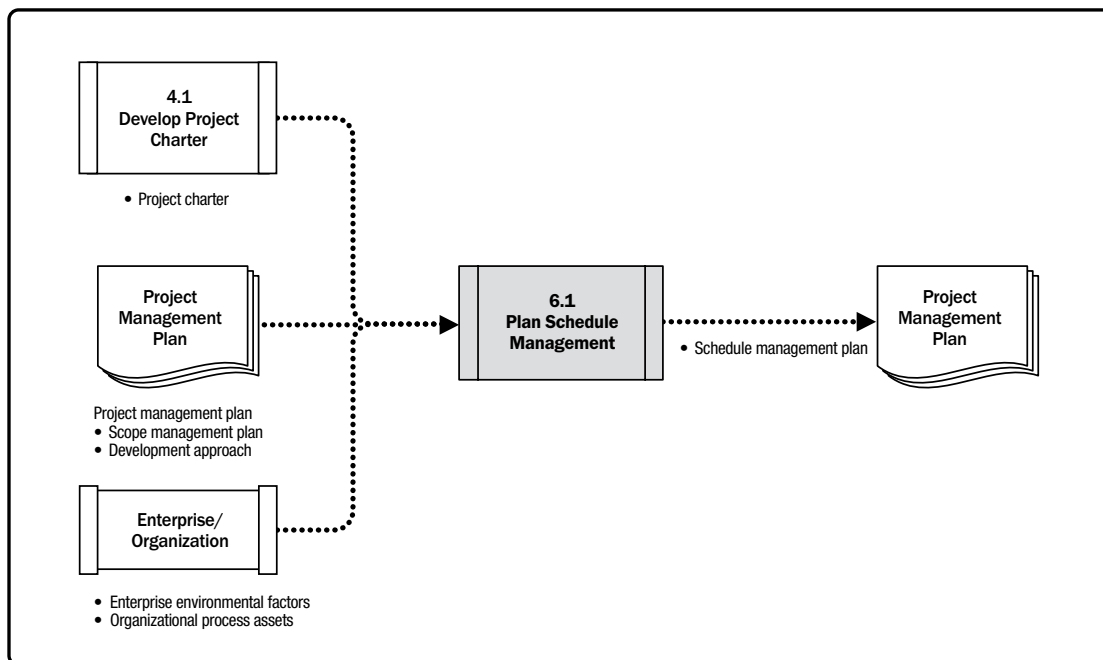 4.1
Develop Project
Charter
• Project charter
Project
Management
Plan
Project management plan
• Scope management plan
• Development approach
Enterprise/
Organization
• Enterprise environmental factors
• Organizational process assets
6.1
Plan Schedule
Management
• Schedule management plan
Project
Management
Plan